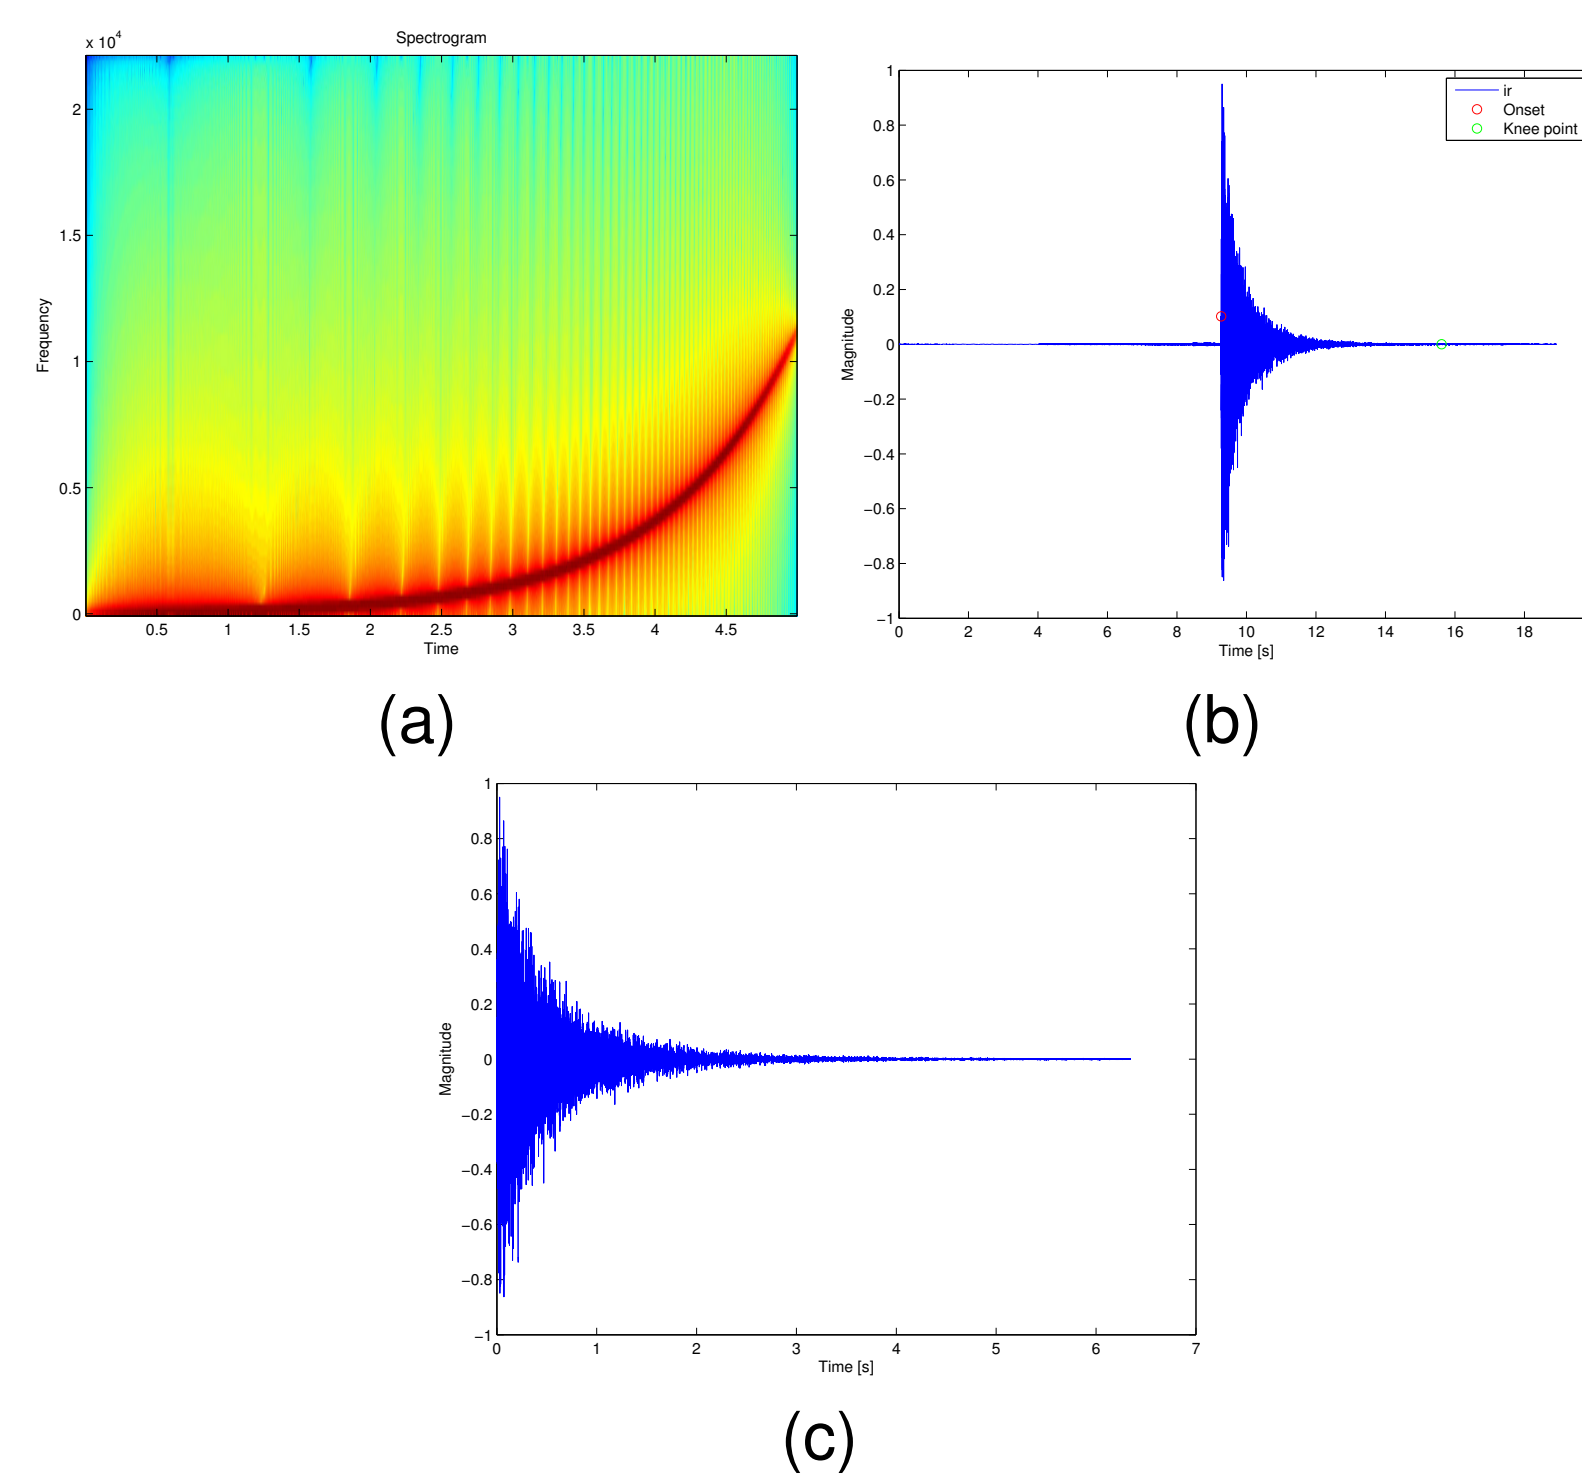 Spectrogram
x 10^4
2
1.5
1
0.5
0
Frequency
0.5 1 1.5 2 2.5 3 3.5 4 4.5
Time
(a)
ir
Onset
Knee point
1
0.8
0.6
0.4
0.2
0
−0.2
−0.4
−0.6
−0.8
−1
Magnitude
0 2 4 6 8 10 12 14 16 18
Time [s]
(b)
1
0.8
0.6
0.4
0.2
0
−0.2
−0.4
−0.6
−0.8
−1
Magnitude
0 1 2 3 4 5 6 7
Time [s]
(c)